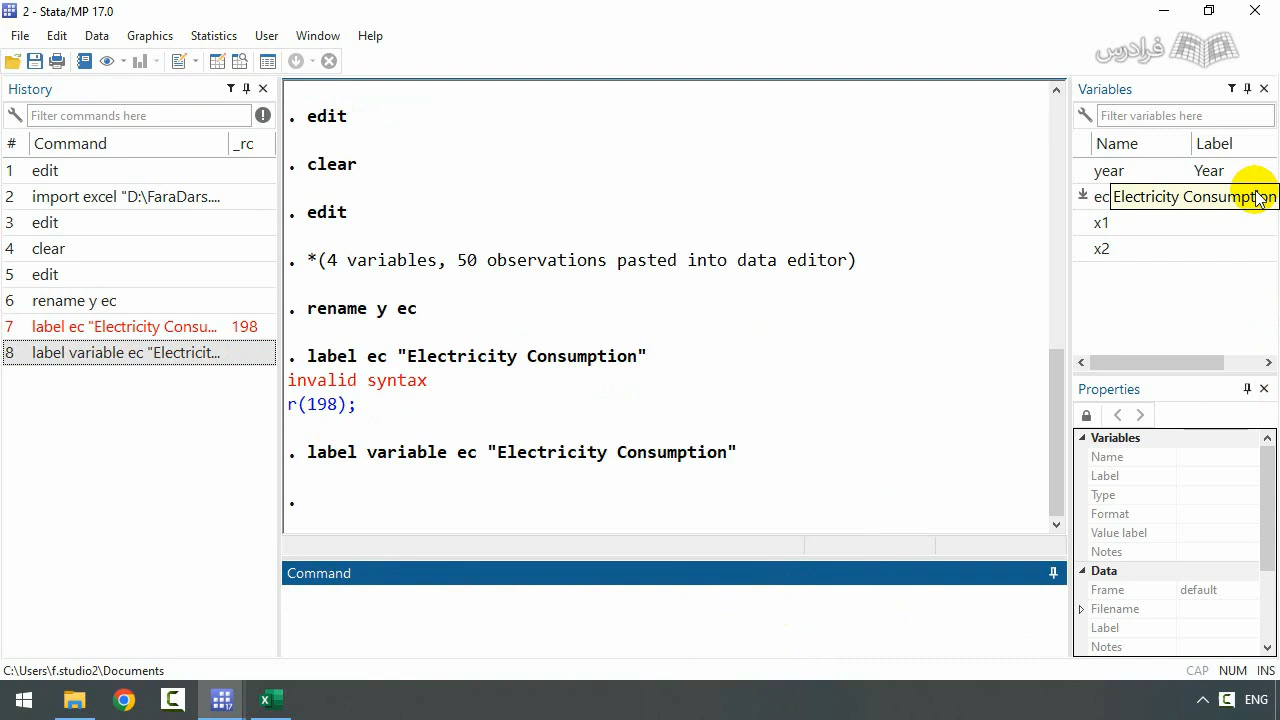 2 - Stata/MP 17.0
File Edit Data Graphics Statistics User Window Help
فرادرس
History
Filter commands here
# Command _rc
1 edit
2 import excel "D:\FaraDars....
3 edit
4 clear
5 edit
6 rename y ec
7 label ec "Electricity Consu... 198
8 label variable ec "Electricit...
. edit
. clear
. edit
. *(4 variables, 50 observations pasted into data editor)
. rename y ec
. label ec "Electricity Consumption"
invalid syntax
r(198);
. label variable ec "Electricity Consumption"
.
Command
Variables
Filter variables here
Name Label
year Year
ec Electricity Consumption
x1
x2
Properties
Variables
Name
Label
Type
Format
Value label
Notes
Data
Frame default
Filename
Label
Notes
C:\Users\f.studio2\Documents
CAP NUM INS
17
ENG